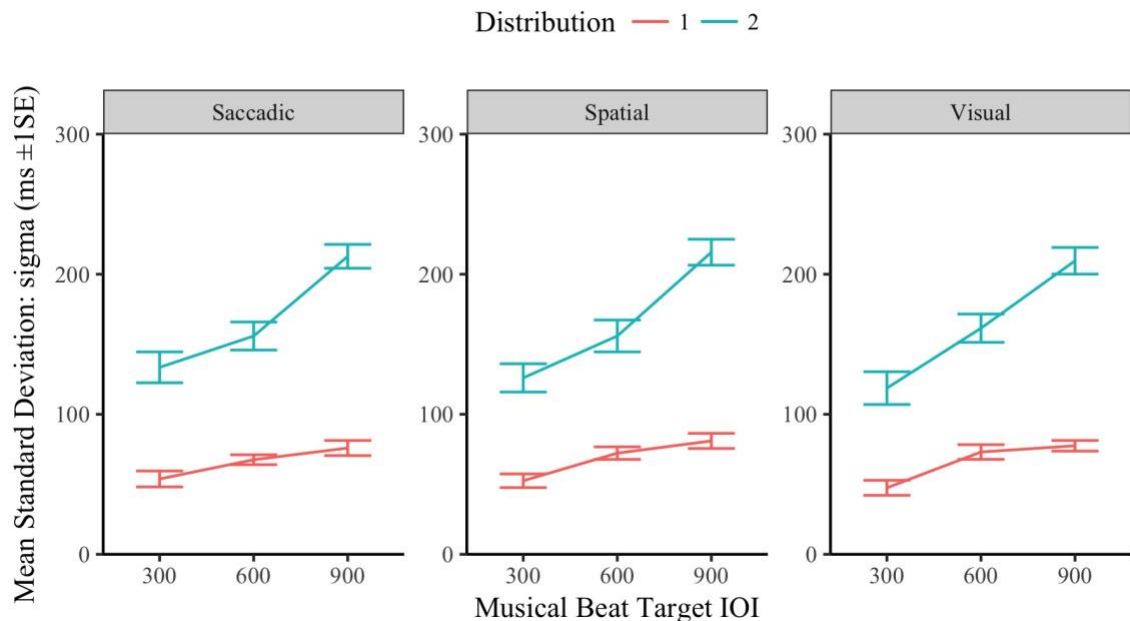 Distribution 1 2
Mean Standard Deviation: sigma (ms ±1SE)
Saccadic
Spatial
Visual
300
200
100
0
300
200
100
0
300
200
100
0
300 600 900
300 600 900
300 600 900
Musical Beat Target IOI